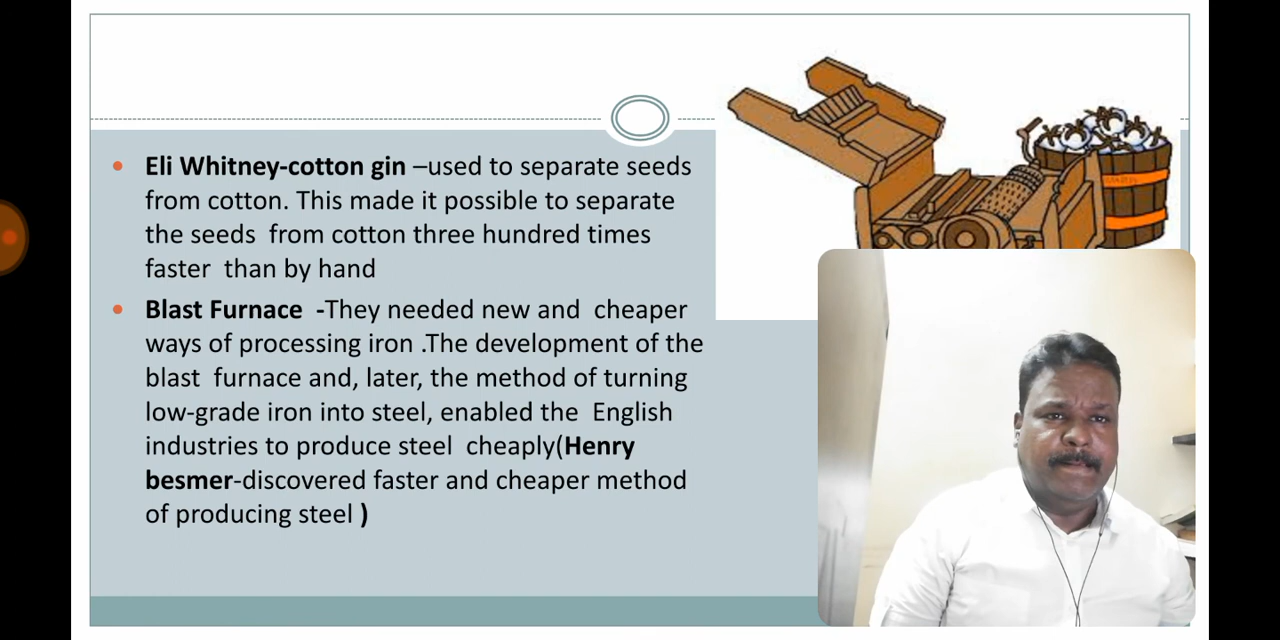 Eli Whitney-cotton gin –used to separate seeds
from cotton. This made it possible to separate
the seeds  from cotton three hundred times
faster  than by hand
Blast Furnace  -They needed new and  cheaper
ways of processing iron .The development of the
blast  furnace and, later, the method of turning
low-grade iron into steel, enabled the  English
industries to produce steel  cheaply(Henry
besmer-discovered faster and cheaper method
of producing steel )